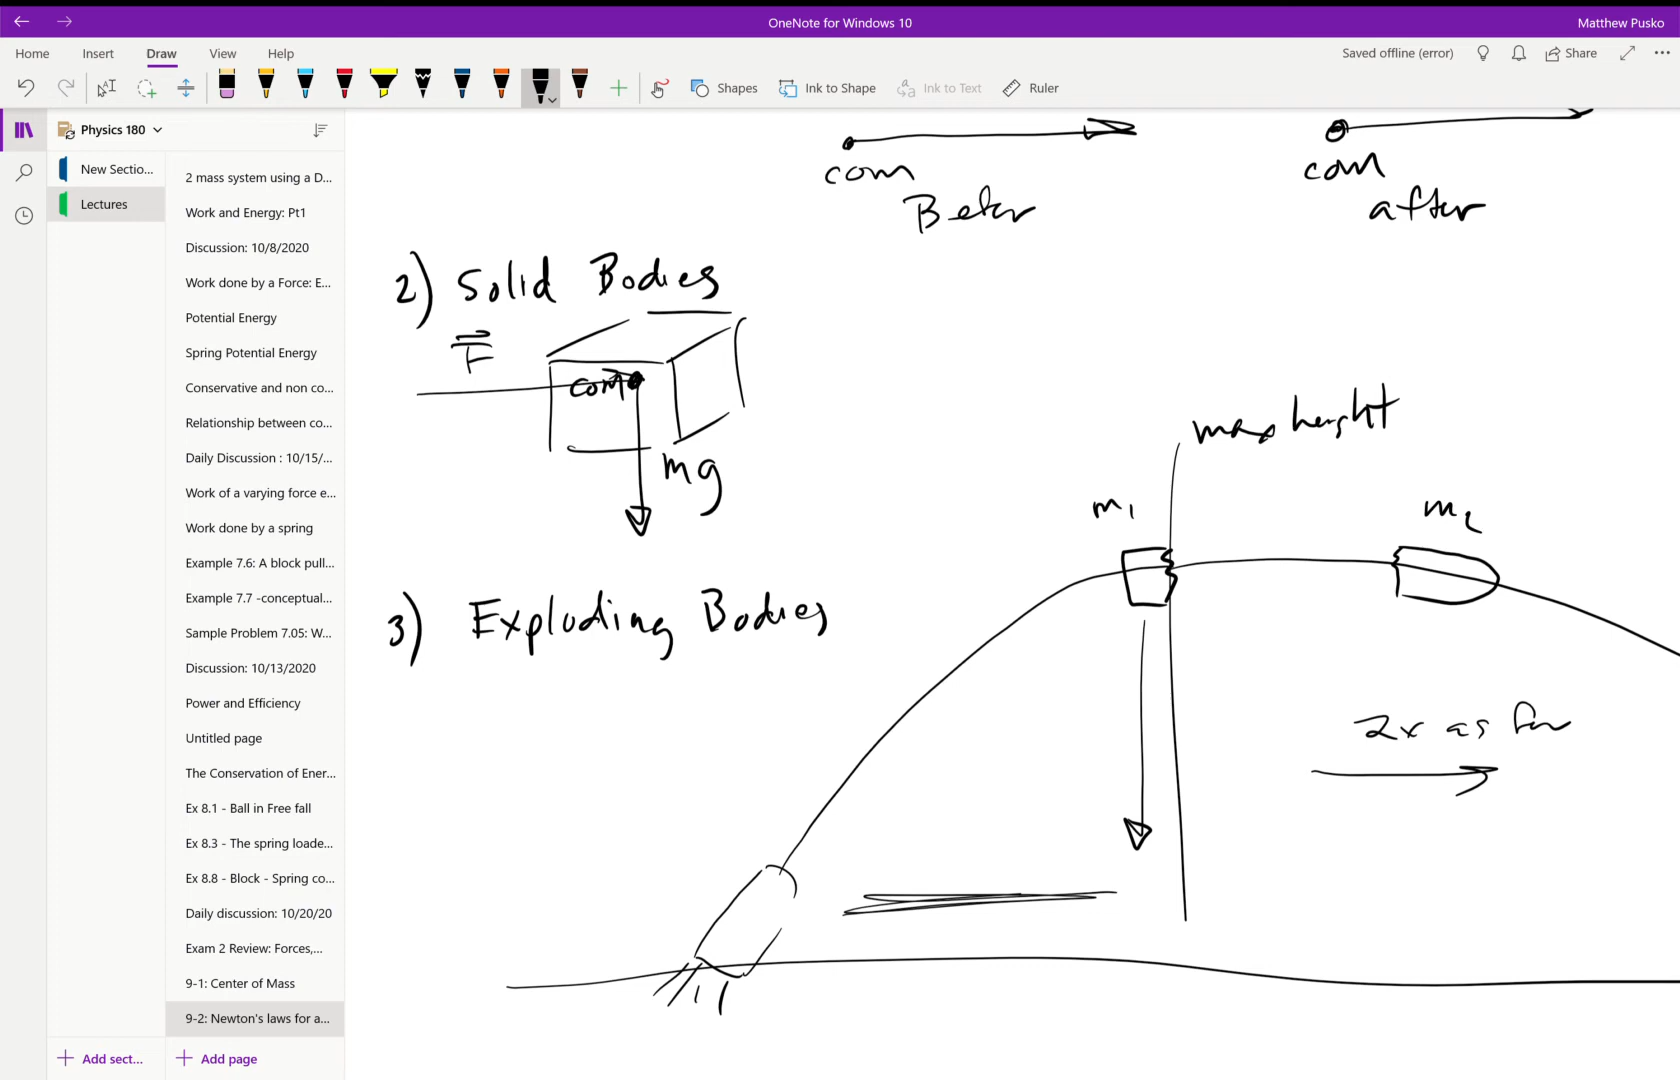 OneNote for Windows 10
Matthew Pusko
Home Insert Draw View Help
Saved offline (error)
Share
Shapes
Ink to Shape
Ink to Text
Ruler
Physics 180
New Sectio...
Lectures
2 mass system using a D...
Work and Energy: Pt1
Discussion: 10/8/2020
Work done by a Force: E...
Potential Energy
Spring Potential Energy
Conservative and non co...
Relationship between co...
Daily Discussion : 10/15/...
Work of a varying force e...
Work done by a spring
Example 7.6: A block pull...
Example 7.7 -conceptual...
Sample Problem 7.05: W...
Discussion: 10/13/2020
Power and Efficiency
Untitled page
The Conservation of Ener...
Ex 8.1 - Ball in Free fall
Ex 8.3 - The spring loade...
Ex 8.8 - Block - Spring co...
Daily discussion: 10/20/20
Exam 2 Review: Forces,...
9-1: Center of Mass
9-2: Newton's laws for a...
Add sect...
Add page
com
Befor
com
after
2) Solid Bodies
F
com
mg
3) Exploding Bodies
max height
m₁
m₂
2x as far